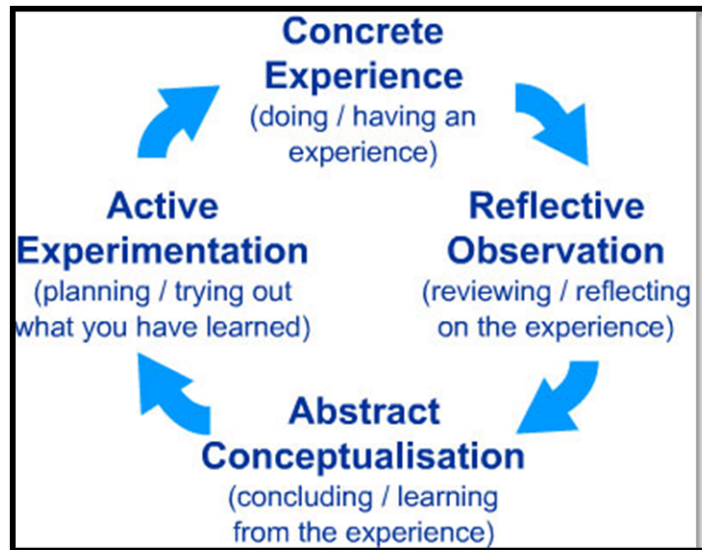 Concrete
Experience
(doing / having an
experience)
Reflective
Observation
(reviewing / reflecting
on the experience)
Abstract
Conceptualisation
(concluding / learning
from the experience)
Active
Experimentation
(planning / trying out
what you have learned)